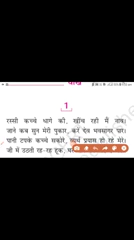 वाख
1
रस्सी कच्चे धागे की, खींच रही मैं नाव।
जाने कब सुन मेरी पुकार, करें देव भवसागर पार।
पानी टपके कच्चे सकोरे, व्यर्थ प्रयास हो रहे मेरे।
जी में उठती रह-रह हूक,